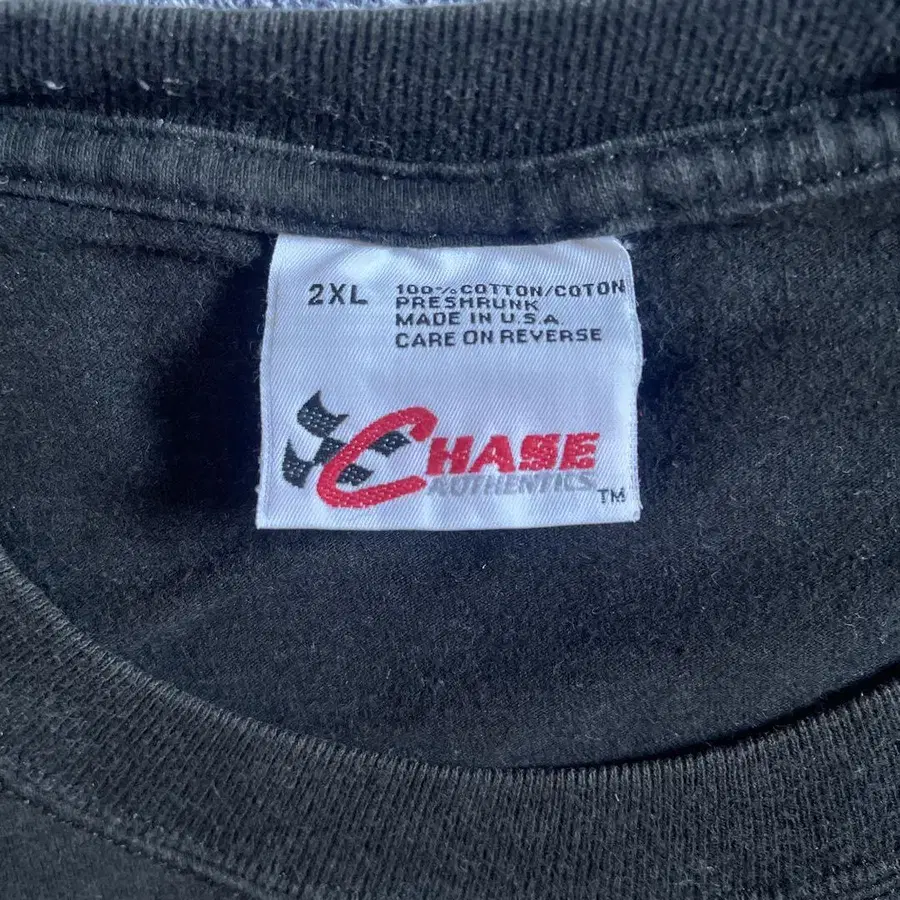 2XL 100% COTTON/COTON
PRESHRUNK
MADE IN U.S.A.
CARE ON REVERSE
CHASE
AUTHENTICS TM